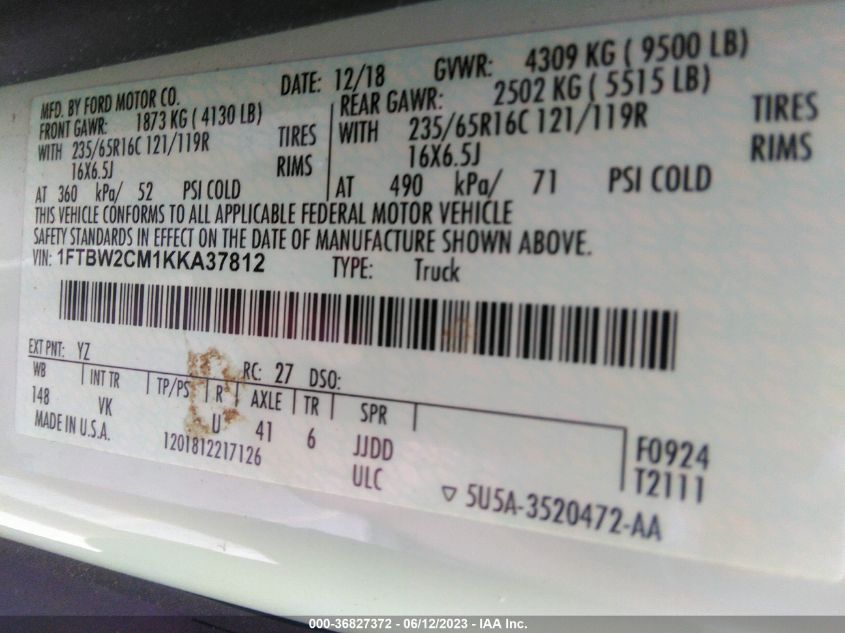 MFD. BY FORD MOTOR CO. DATE: 12/18 GVWR: 4309 KG ( 9500 LB)
FRONT GAWR: 1873 KG ( 4130 LB) REAR GAWR: 2502 KG ( 5515 LB)
WITH 235/65R16C 121/119R TIRES WITH 235/65R16C 121/119R TIRES
16X6.5J RIMS 16X6.5J RIMS
AT 360 kPa/ 52 PSI COLD AT 490 kPa/ 71 PSI COLD
THIS VEHICLE CONFORMS TO ALL APPLICABLE FEDERAL MOTOR VEHICLE
SAFETY STANDARDS IN EFFECT ON THE DATE OF MANUFACTURE SHOWN ABOVE.
VIN: 1FTBW2CM1KKA37812 TYPE: Truck
EXT PNT: YZ RC: 27 DSO:
WB INT TR TP/PS R AXLE TR SPR
148 VK U 41 6 JJDD F0924
MADE IN U.S.A. 1201812217126 ULC T2111
5U5A-3520472-AA
000-36827372 - 06/12/2023 - IAA Inc.